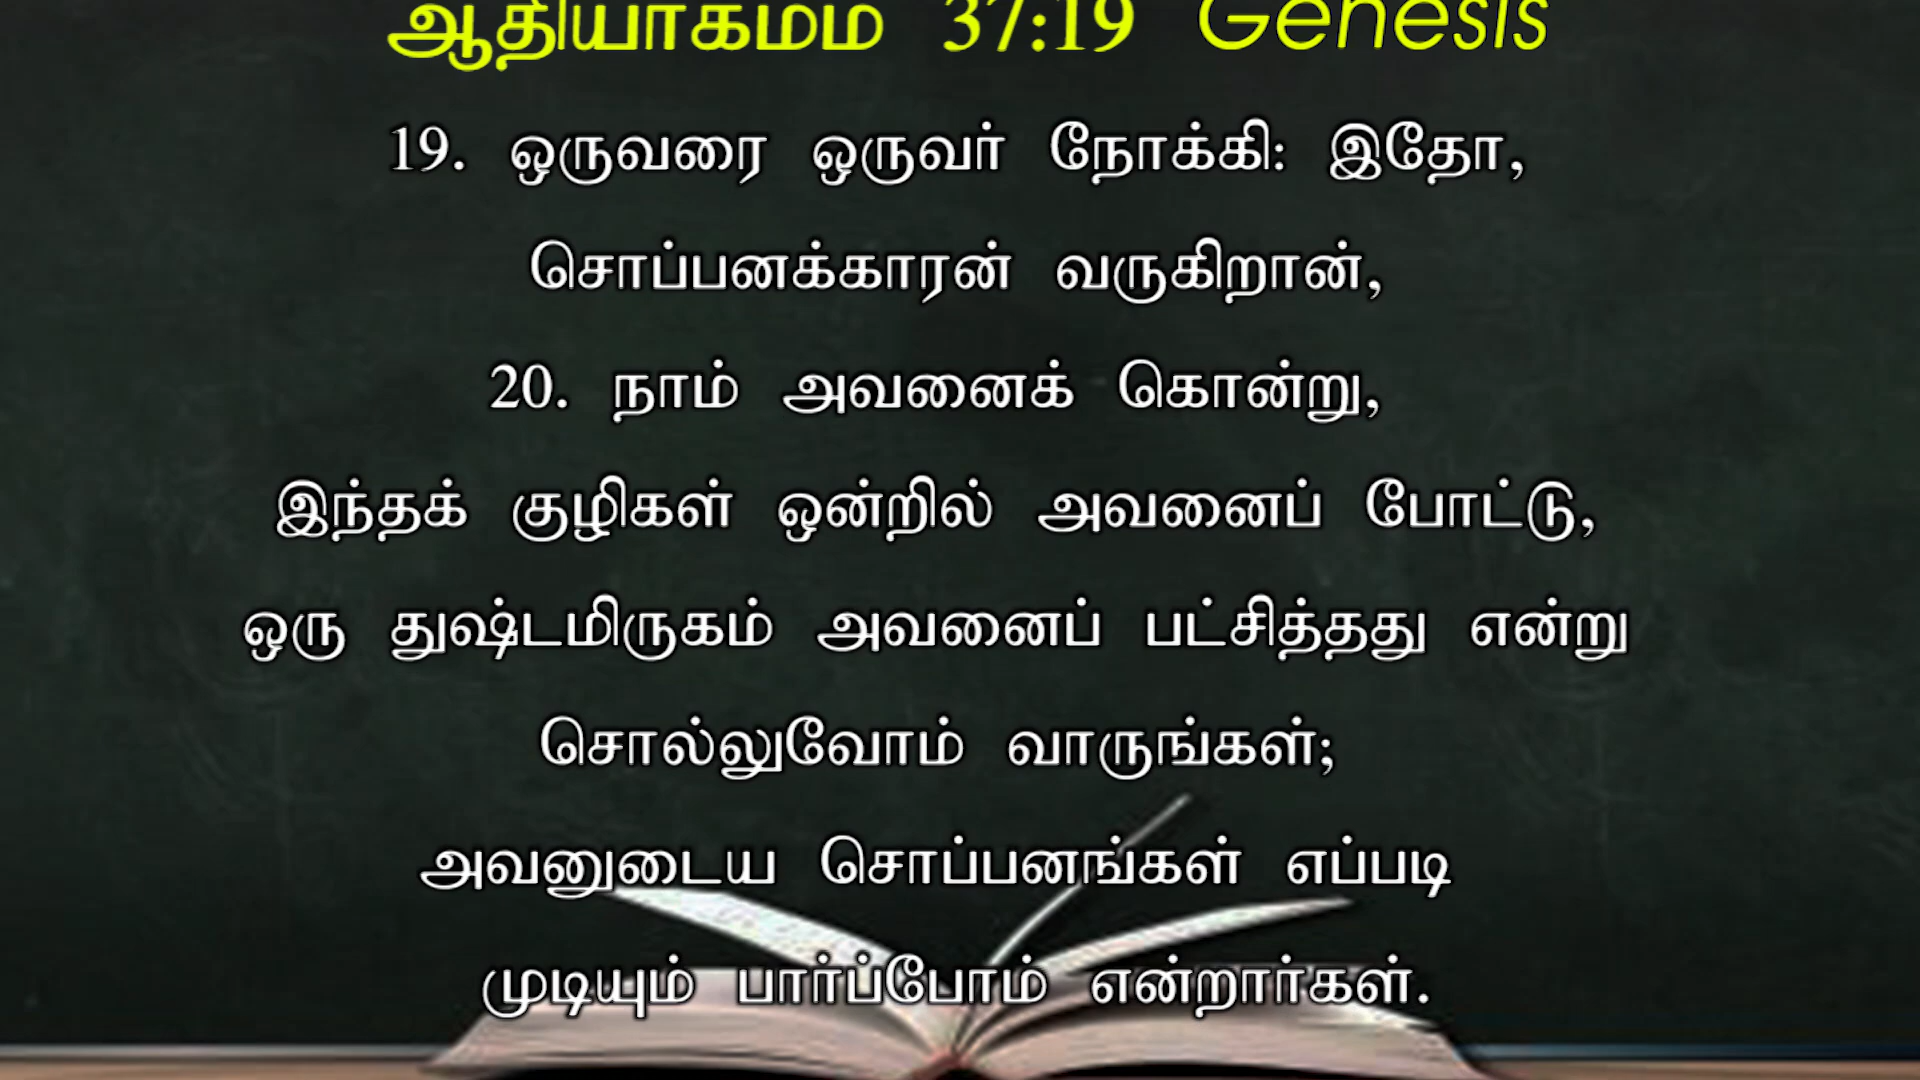 ஆதியாகமம 37:19 Genesis
19. ஒருவரை ஒருவர் நோக்கி: இதோ,
சொப்பனக்காரன் வருகிறான்,
20. நாம் அவனைக் கொன்று,
இந்தக் குழிகள் ஒன்றில் அவனைப் போட்டு,
ஒரு துஷ்டமிருகம் அவனைப் பட்சித்தது என்று
சொல்லுவோம் வாருங்கள்;
அவனுடைய சொப்பனங்கள் எப்படி
முடியும் பார்ப்போம் என்றார்கள்.